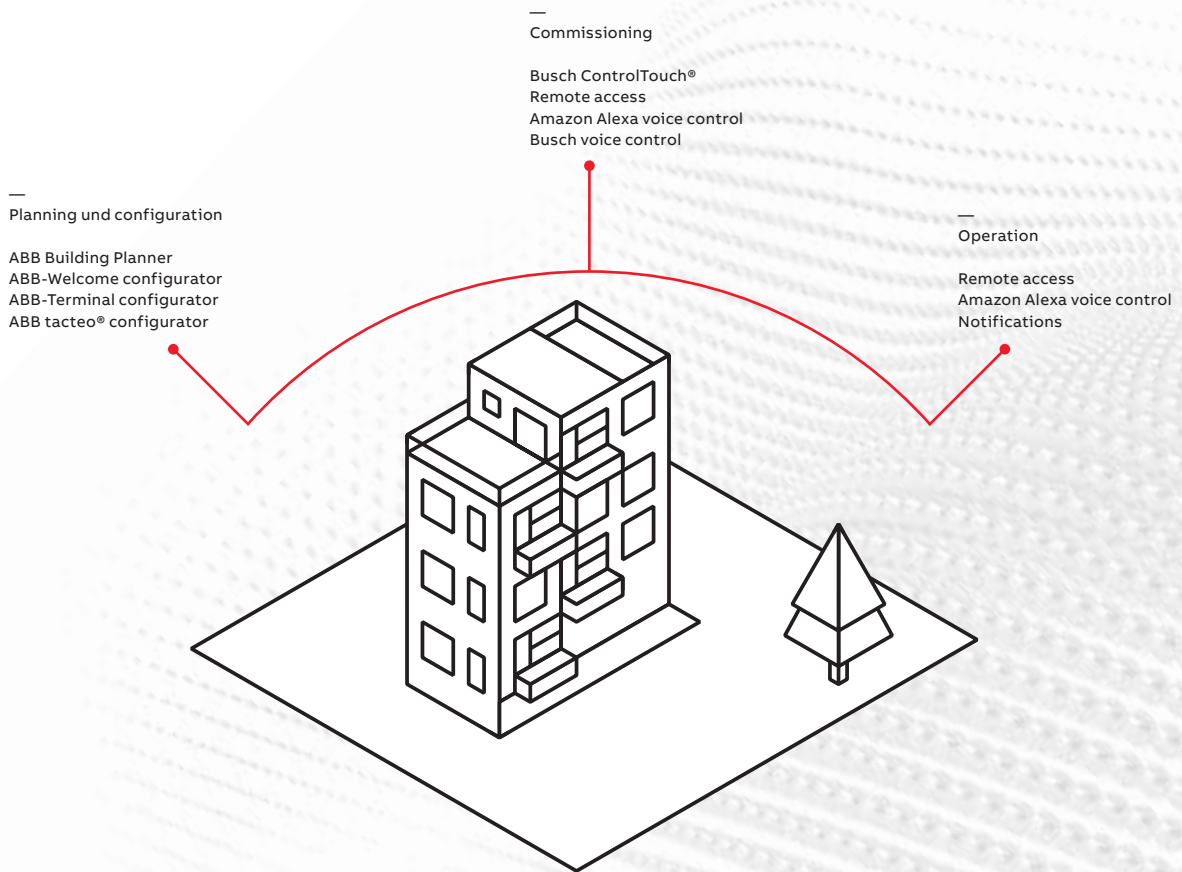 —
Planning und configuration
ABB Building Planner
ABB-Welcome configurator
ABB-Terminal configurator
ABB tacteo® configurator
—
Commissioning
Busch ControlTouch®
Remote access
Amazon Alexa voice control
Busch voice control
—
Operation
Remote access
Amazon Alexa voice control
Notifications